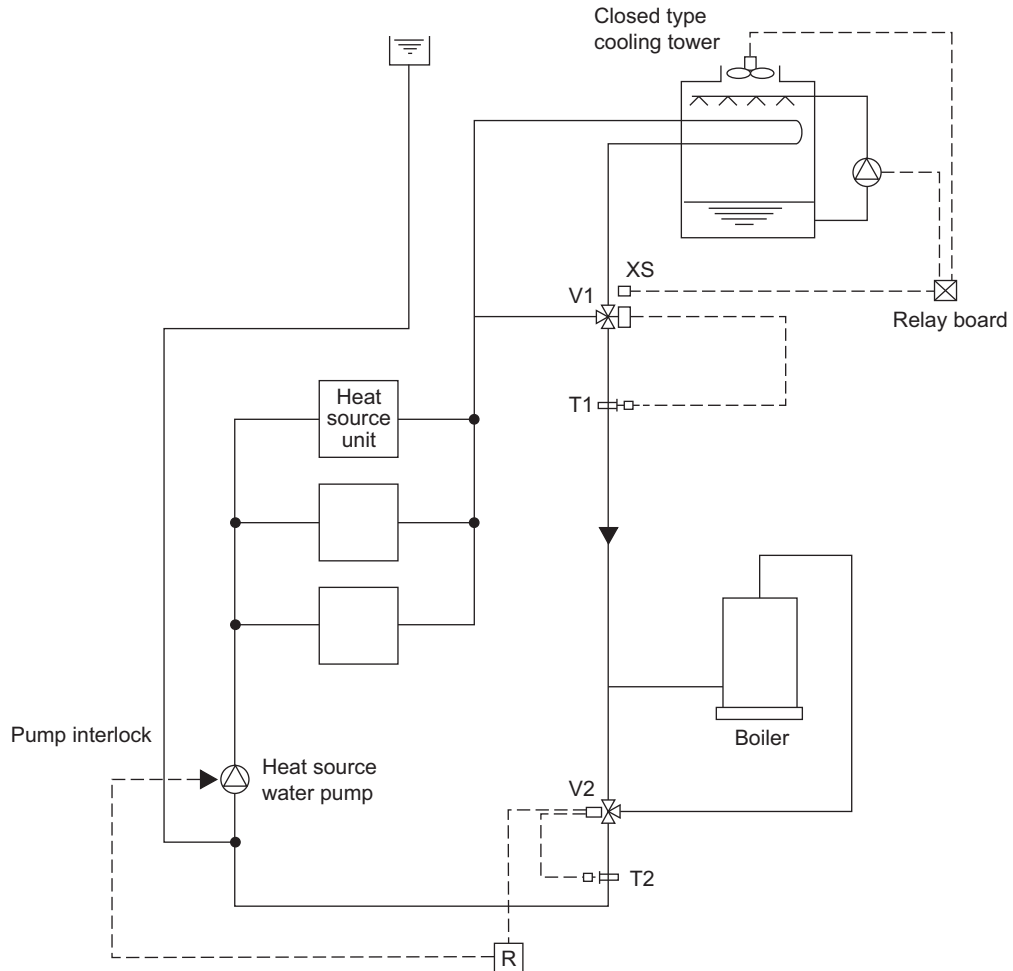 Closed type
cooling tower
XS
V1
Relay board
T1
Heat
source
unit
Pump interlock
Heat source
water pump
Boiler
V2
T2
R